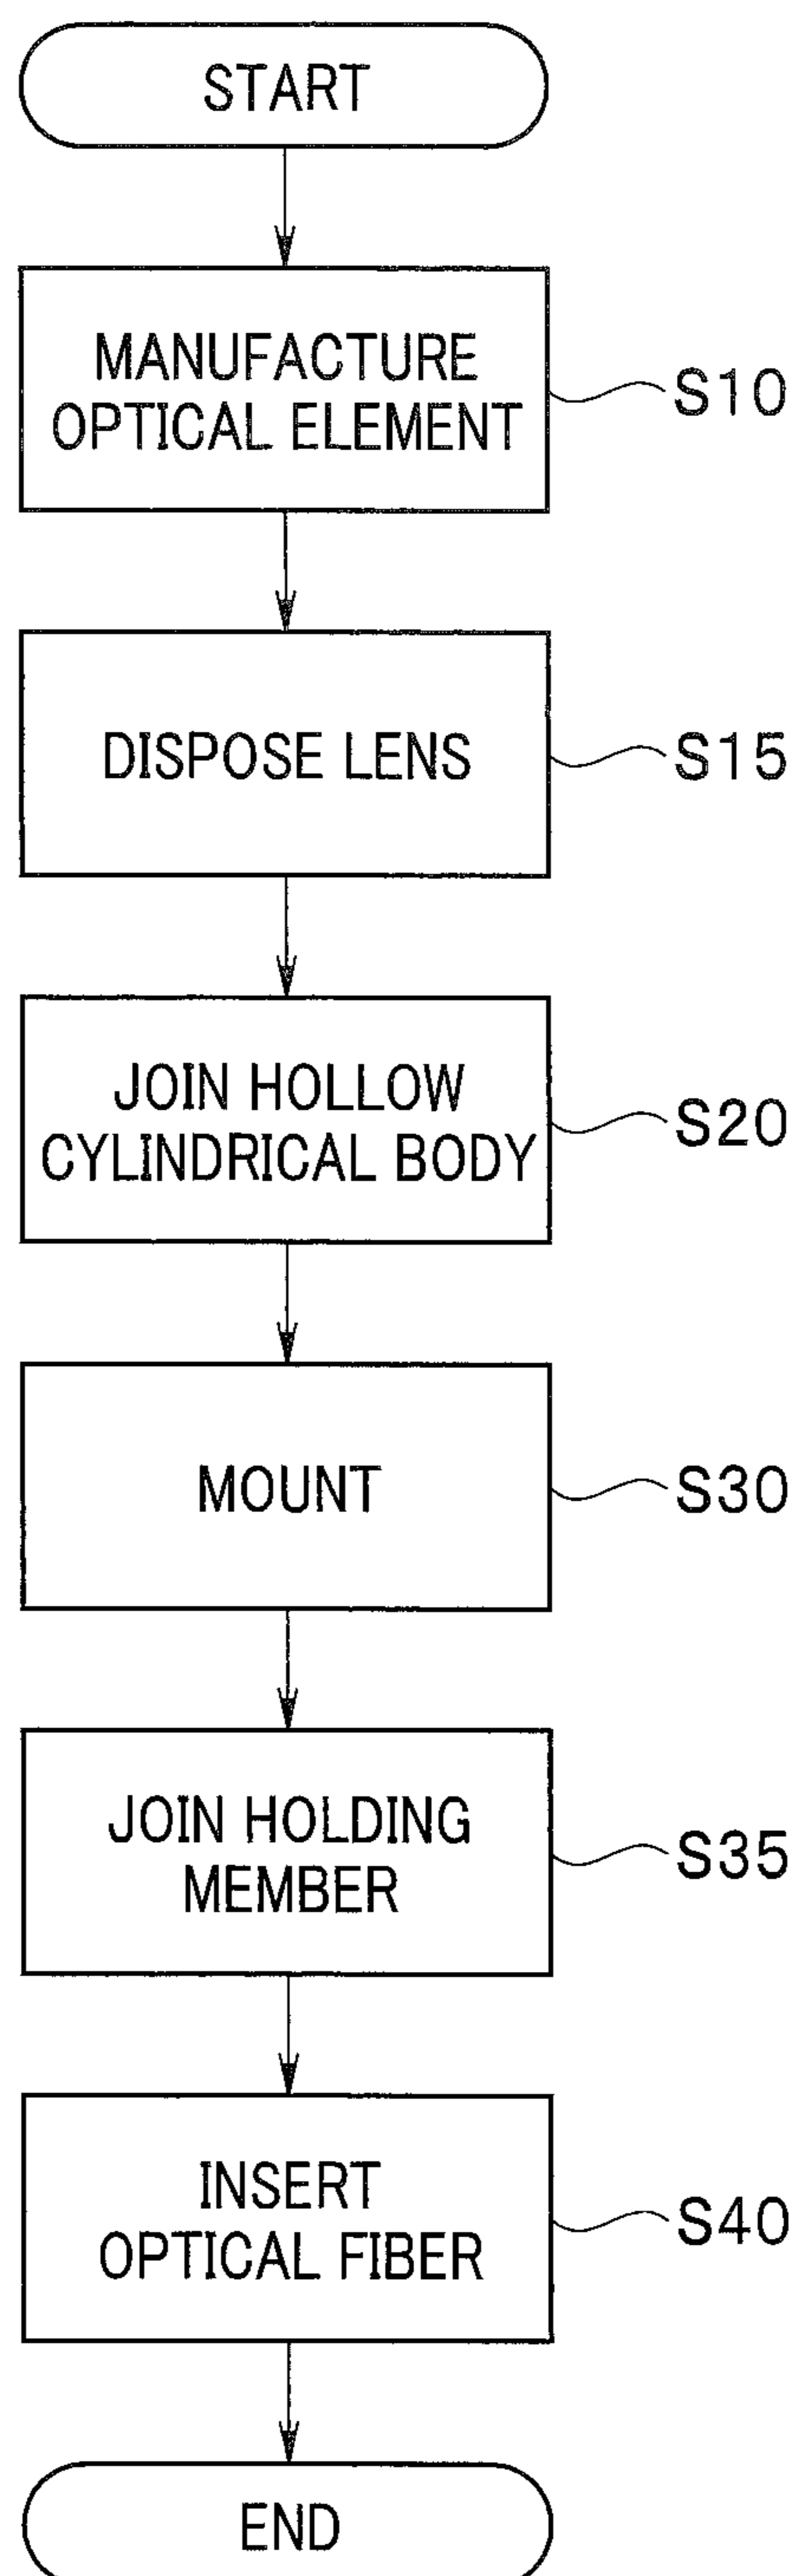 START
MANUFACTURE
OPTICAL ELEMENT
S10
DISPOSE LENS
S15
JOIN HOLLOW
CYLINDRICAL BODY
S20
MOUNT
S30
JOIN HOLDING
MEMBER
S35
INSERT
OPTICAL FIBER
S40
END